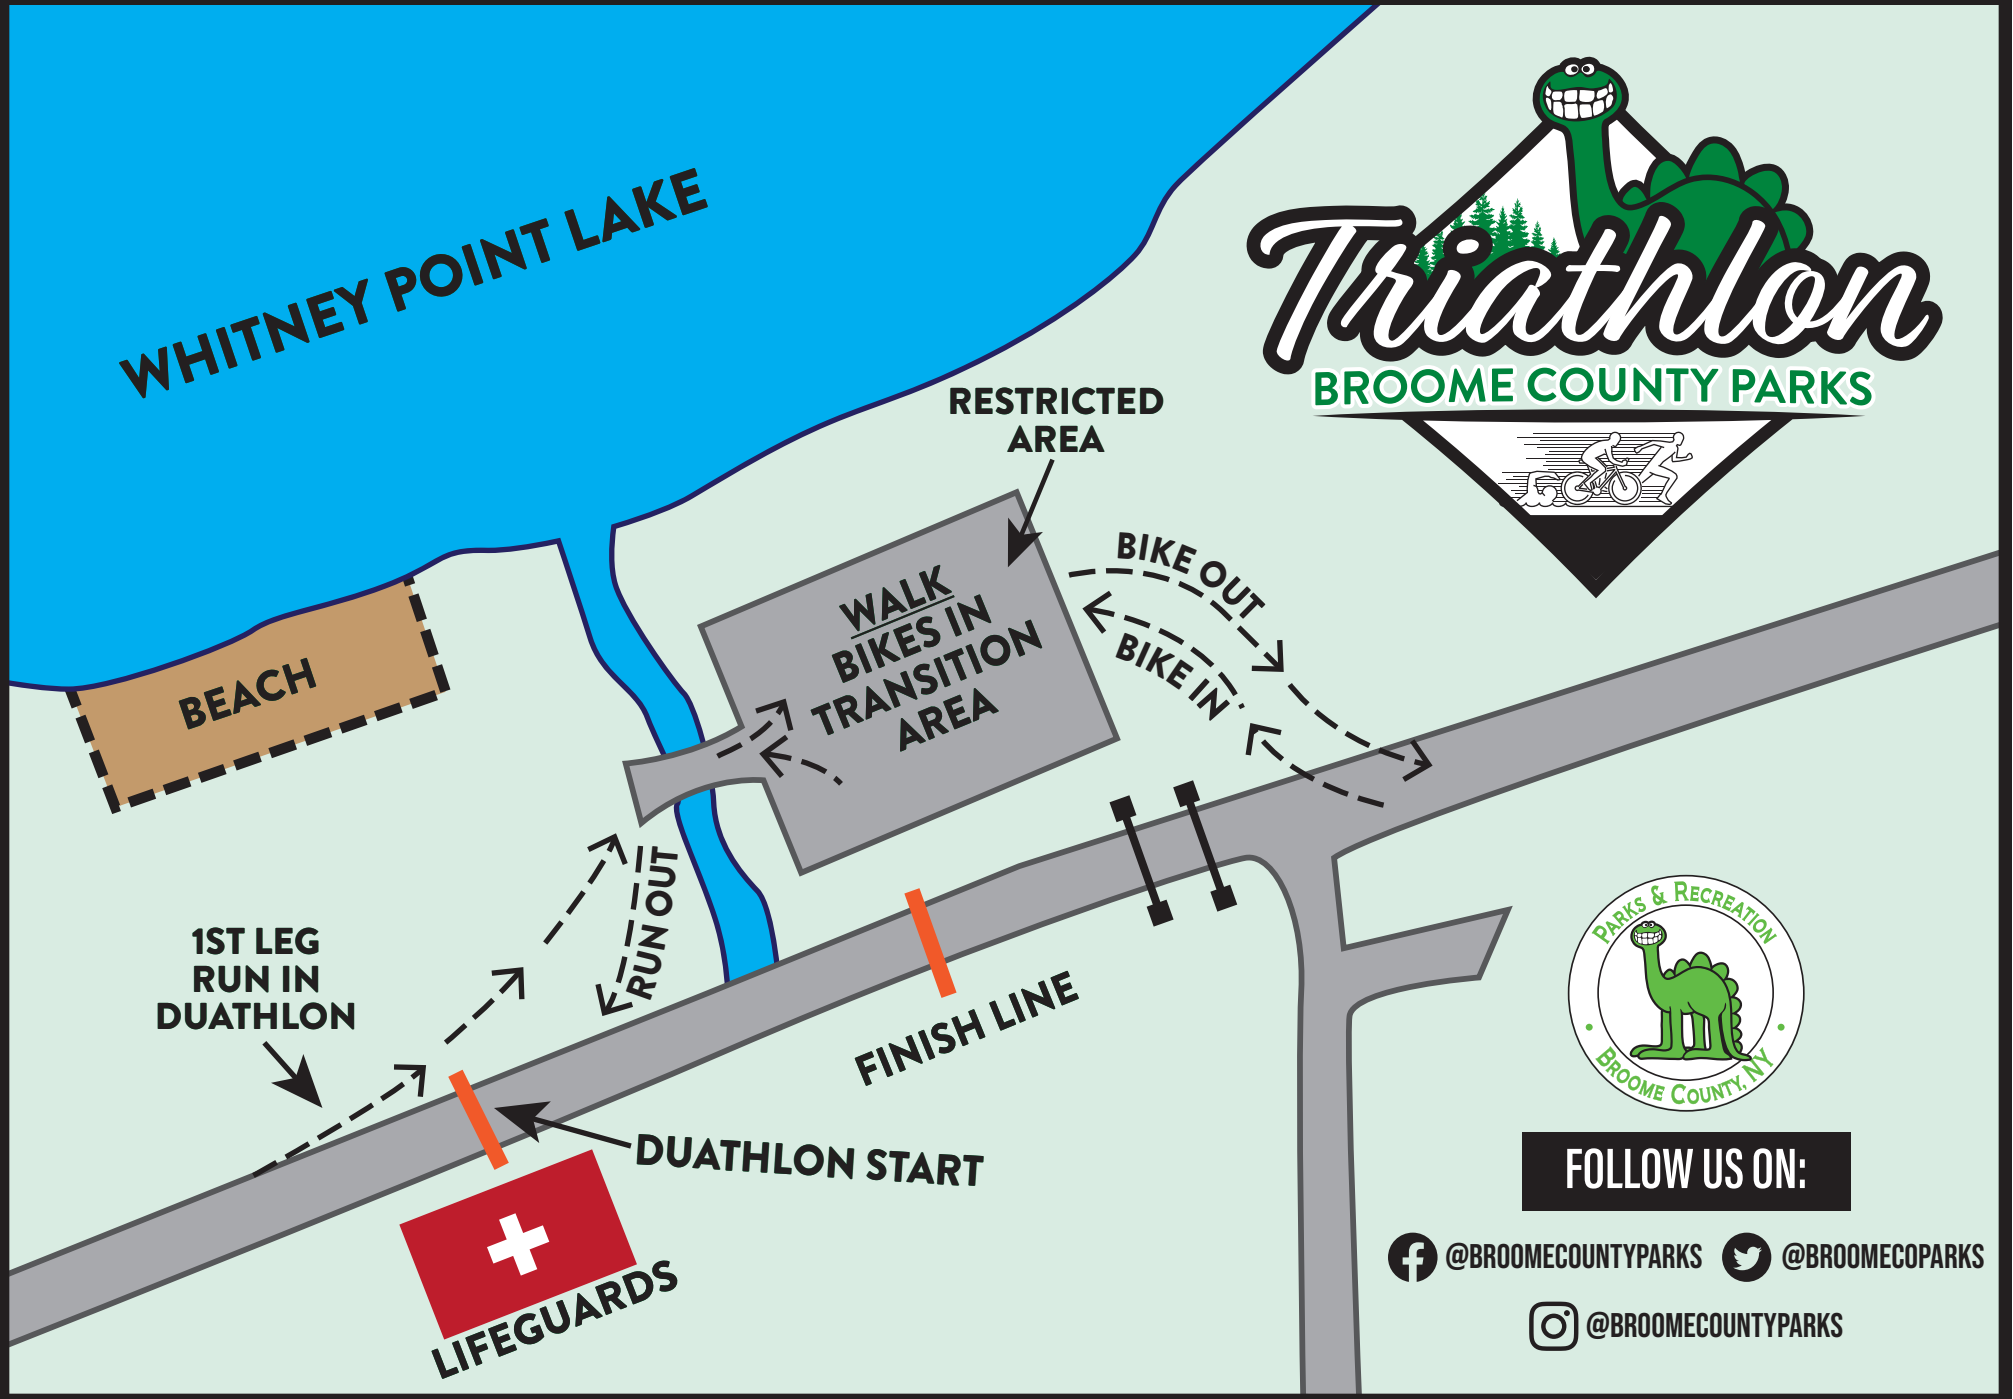 WHITNEY POINT LAKE
Triathlon
BROOME COUNTY PARKS
RESTRICTED
AREA
BIKE OUT
BIKE IN
WALK
BIKES IN
TRANSITION
AREA
BEACH
RUN OUT
1ST LEG
RUN IN
DUATHLON
FINISH LINE
DUATHLON START
LIFEGUARDS
PARKS & RECREATION
BROOME COUNTY, NY
FOLLOW US ON:
@BROOMECOUNTYPARKS @BROOMECOPARKS
@BROOMECOUNTYPARKS